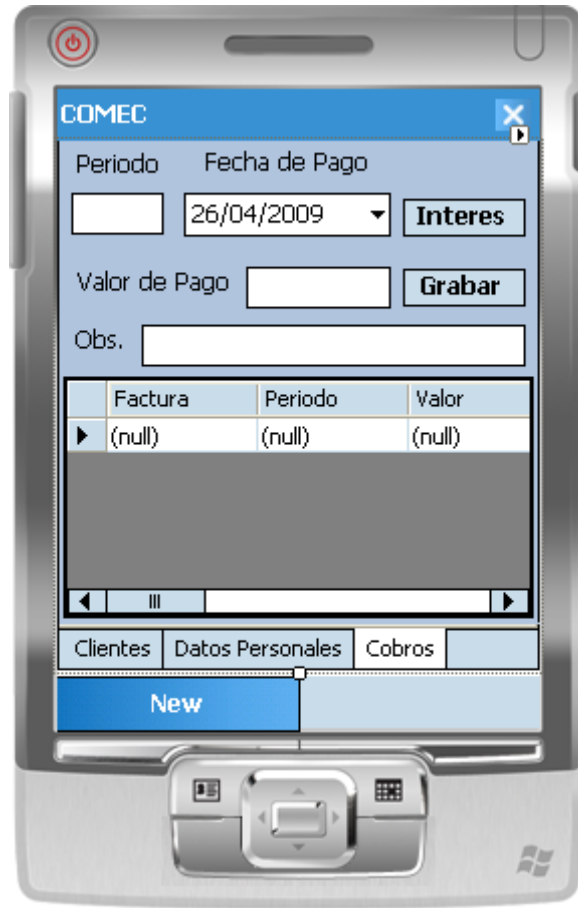 COMEC
Periodo Fecha de Pago
26/04/2009 Interes
Valor de Pago Grabar
Obs.
Factura Periodo Valor
(null) (null) (null)
Clientes Datos Personales Cobros
New